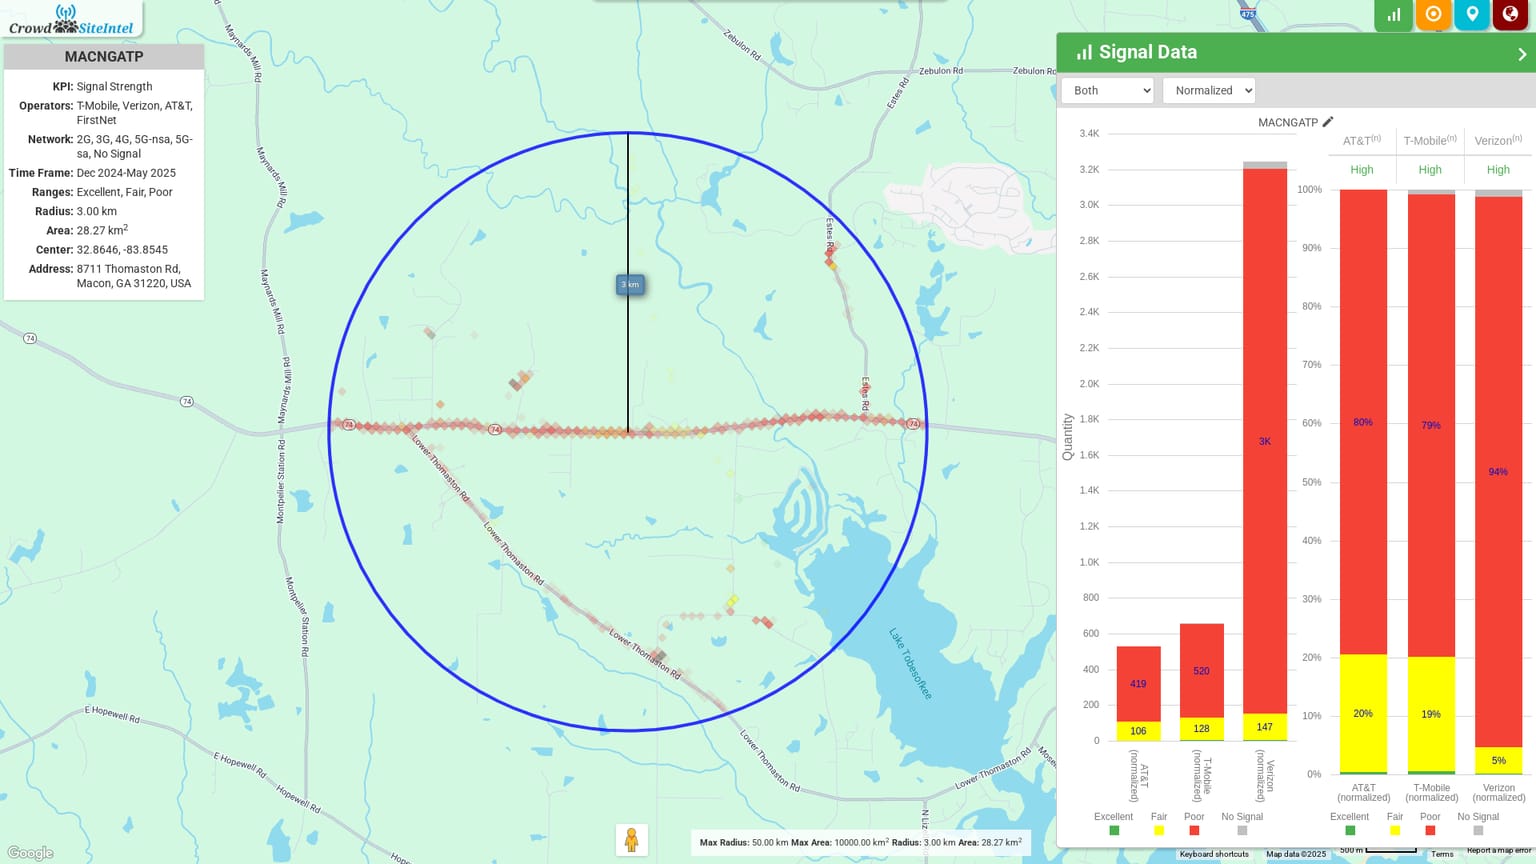 Crowd SiteIntel
MACNGATP
KPI: Signal Strength
Operators: T-Mobile, Verizon, AT&T,
FirstNet
Network: 2G, 3G, 4G, 5G-nsa, 5G-
sa, No Signal
Time Frame: Dec 2024-May 2025
Ranges: Excellent, Fair, Poor
Radius: 3.00 km
Area: 28.27 km²
Center: 32.8646, -83.8545
Address: 8711 Thomaston Rd,
Macon, GA 31220, USA
Maynards Mill Rd
Zebulon Rd
Zebulon Rd
Zebulon Rd
475
Estes Rd
Maynards Mill Rd
Estes Rd
Maynards Mill Rd
3 km
74
Maynards Mill Rd
74
Estes Rd
74
74
74
Montpelier Station Rd
Lower Thomaston Rd
Lower Thomaston Rd
Montpelier Station Rd
Lower Thomaston Rd
Lake Tobesofkee
E Hopewell Rd
E Hopewell Rd
Hopewell Rd
Lower Thomaston Rd
Lower Thomaston Rd
Google
Max Radius: 50.00 km Max Area: 10000.00 km² Radius: 3.00 km Area: 28.27 km²
Signal Data
Both
Normalized
MACNGATP
Quantity
3.4K
3.2K
3.0K
2.8K
2.6K
2.4K
2.2K
2.0K
1.8K
1.6K
1.4K
1.2K
1.0K
800
600
400
200
0
419
106
520
128
3K
147
AT&T
(normalized)
T-Mobile
(normalized)
Verizon
(normalized)
Excellent
Fair
Poor
No Signal
AT&T(n)
T-Mobile(n)
Verizon(n)
High
High
High
100%
90%
80%
70%
60%
50%
40%
30%
20%
10%
0%
80%
20%
79%
19%
94%
5%
AT&T
(normalized)
T-Mobile
(normalized)
Verizon
(normalized)
Excellent
Fair
Poor
No Signal
Keyboard shortcuts
Map data ©2025
500 m
Terms
Report a map error